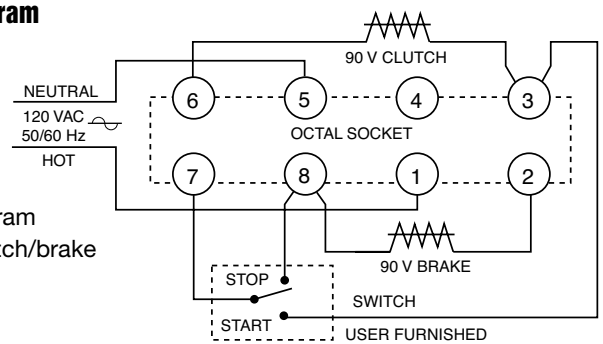 ram
90 V CLUTCH
NEUTRAL
6 5 4 3
120 VAC
50/60 Hz
OCTAL SOCKET
HOT
7 8 1 2
ram
tch/brake
90 V BRAKE
STOP
SWITCH
START
USER FURNISHED